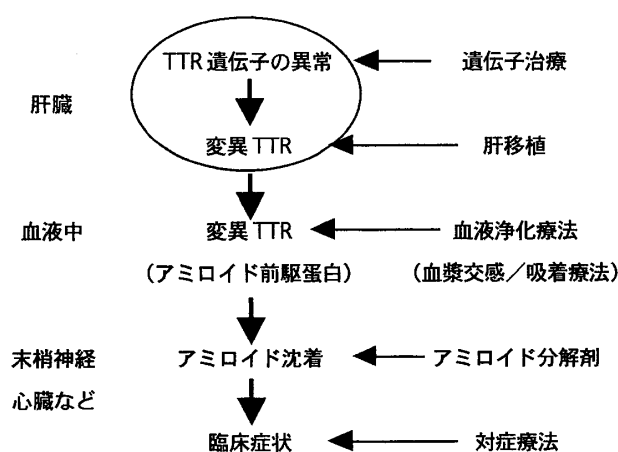 TTR遺伝子の異常
遺伝子治療
肝臓
変異TTR
肝移植
血液中
変異TTR
血液浄化療法
(アミロイド前駆蛋白)
(血漿交感／吸着療法)
末梢神経
アミロイド沈着
アミロイド分解剤
心臓など
臨床症状
対症療法